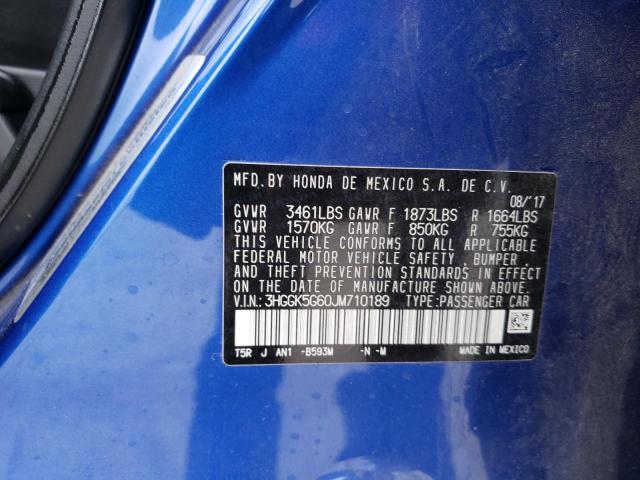 MFD. BY HONDA DE MEXICO S.A. DE C.V.
08/'17
GVWR 3461LBS GAWR F 1873LBS R 1664LBS
GVWR 1570KG GAWR F 850KG R 755KG
THIS VEHICLE CONFORMS TO ALL APPLICABLE
FEDERAL MOTOR VEHICLE SAFETY, BUMPER,
AND THEFT PREVENTION STANDARDS IN EFFECT
ON THE DATE OF MANUFACTURE SHOWN ABOVE.
V.I.N.: 3HGGK5G60JM710189 TYPE:PASSENGER CAR
T5R J AN1 -B593M -N -M MADE IN MEXICO